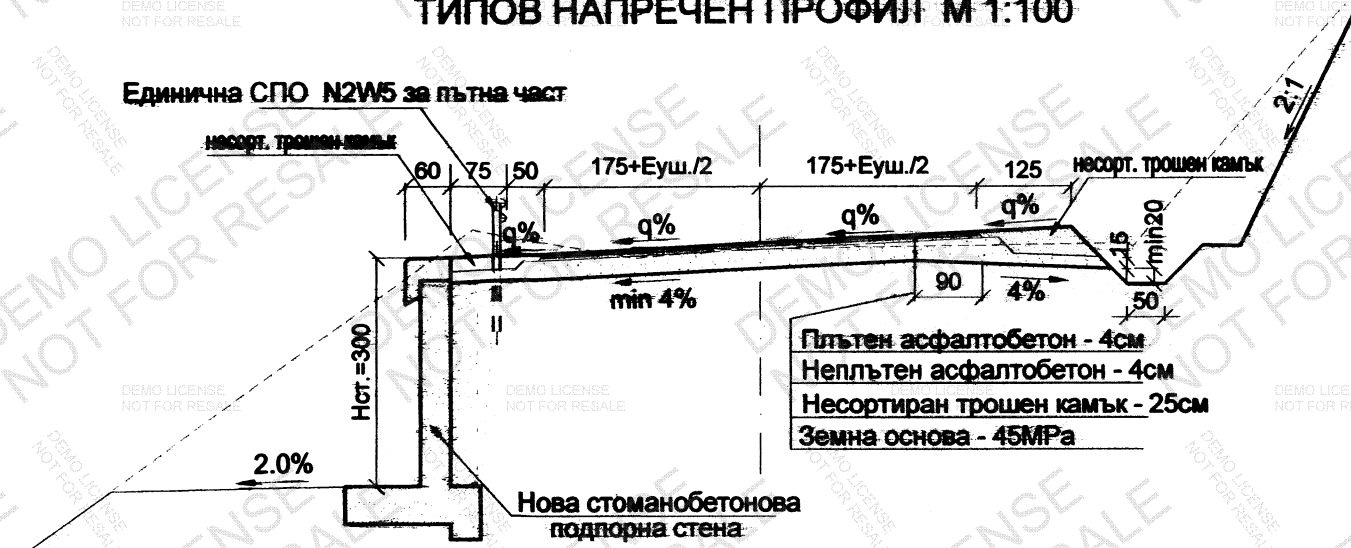 ТИПОВ НАПРЕЧЕН ПРОФИЛ М 1:100
Единична СПО N2W5 за пътна част
несорт. трошен камък
60 75 50 175+Еуш./2 175+Еуш./2 125
несорт. трошен камък
2:1
q% q% q% q%
15
min20
min 4%
90
4%
50
Нст.=300
Плътен асфалтобетон - 4см
Неплътен асфалтобетон - 4см
Несортиран трошен камък - 25см
Земна основа - 45MPa
2.0%
Нова стоманобетонова
подпорна стена
DEMO LICENSE
NOT FOR RESALE